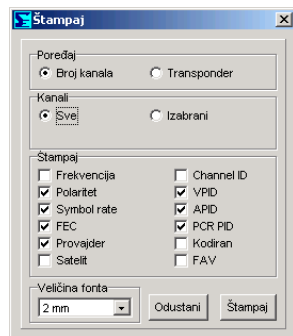 Štampaj
Poređaj
Broj kanala Transponder
Kanali
Sve Izabrani
Štampaj
Frekvencija Channel ID
Polaritet VPID
Symbol rate APID
FEC PCR PID
Provajder Kodiran
Satelit FAV
Veličina fonta
2 mm Odustani Štampaj